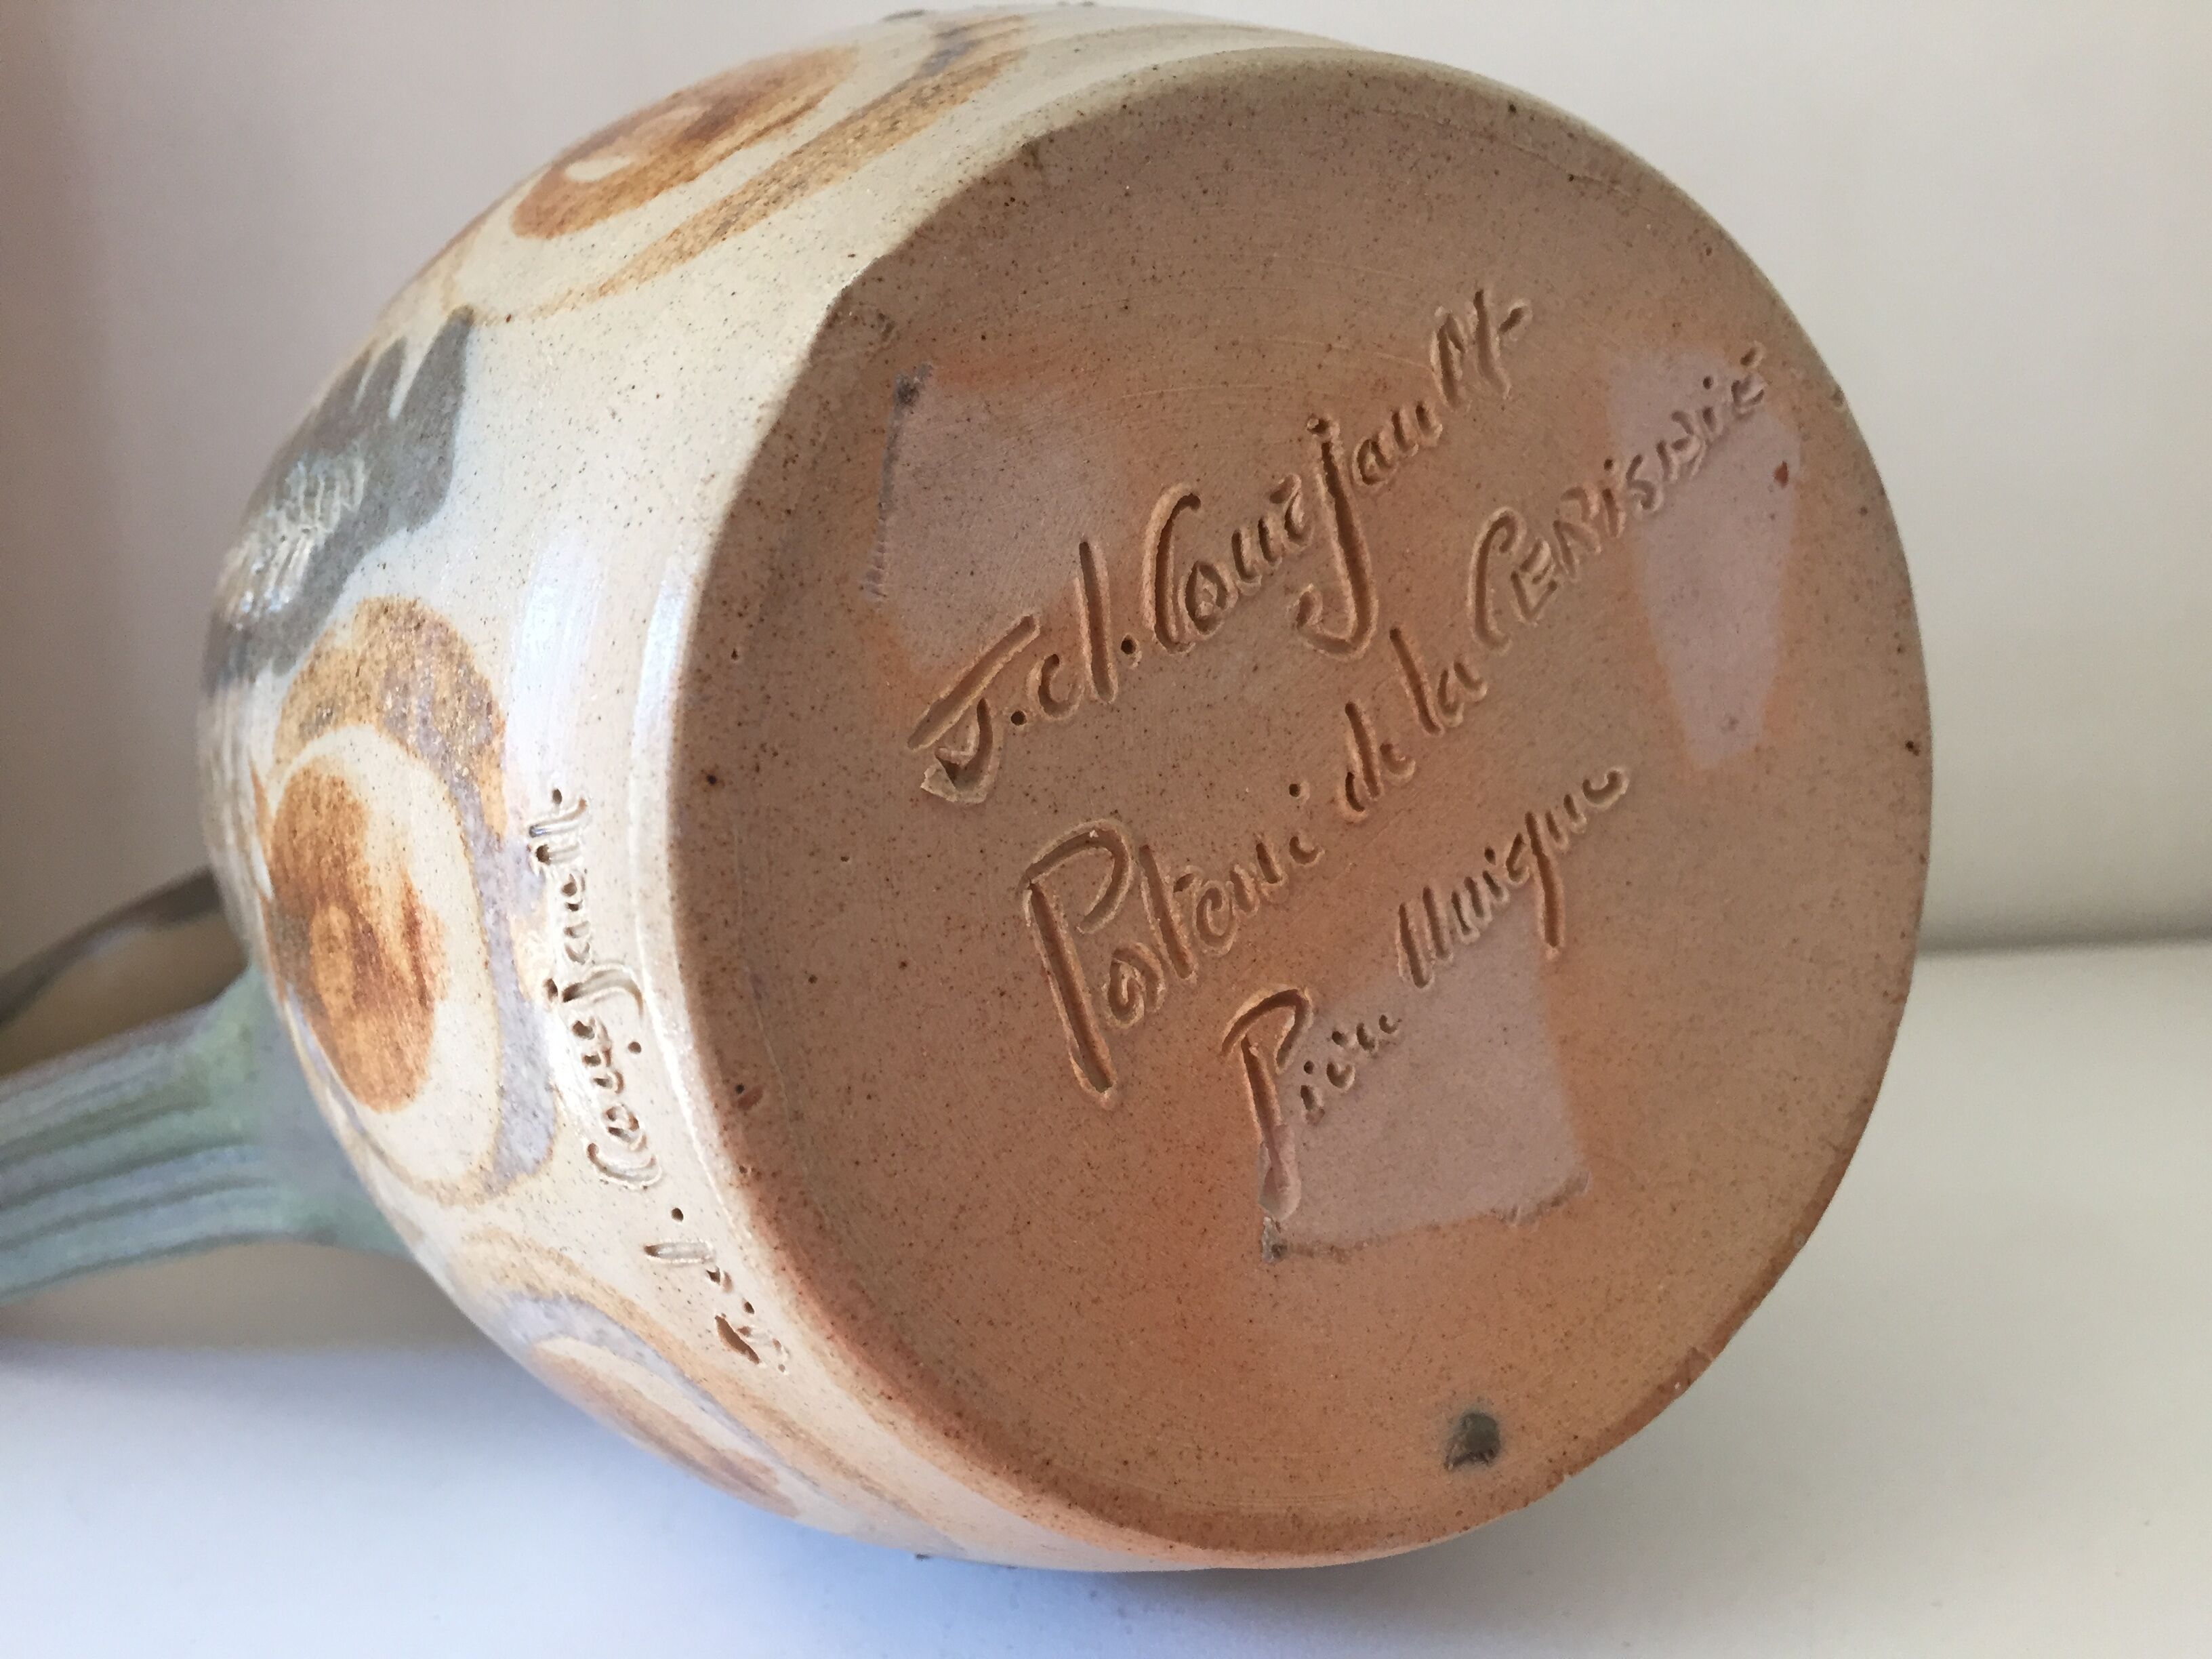 J.cl. Courjault
Poterie de la Cerisaie
Pièce Unique
J.cl. Courjault